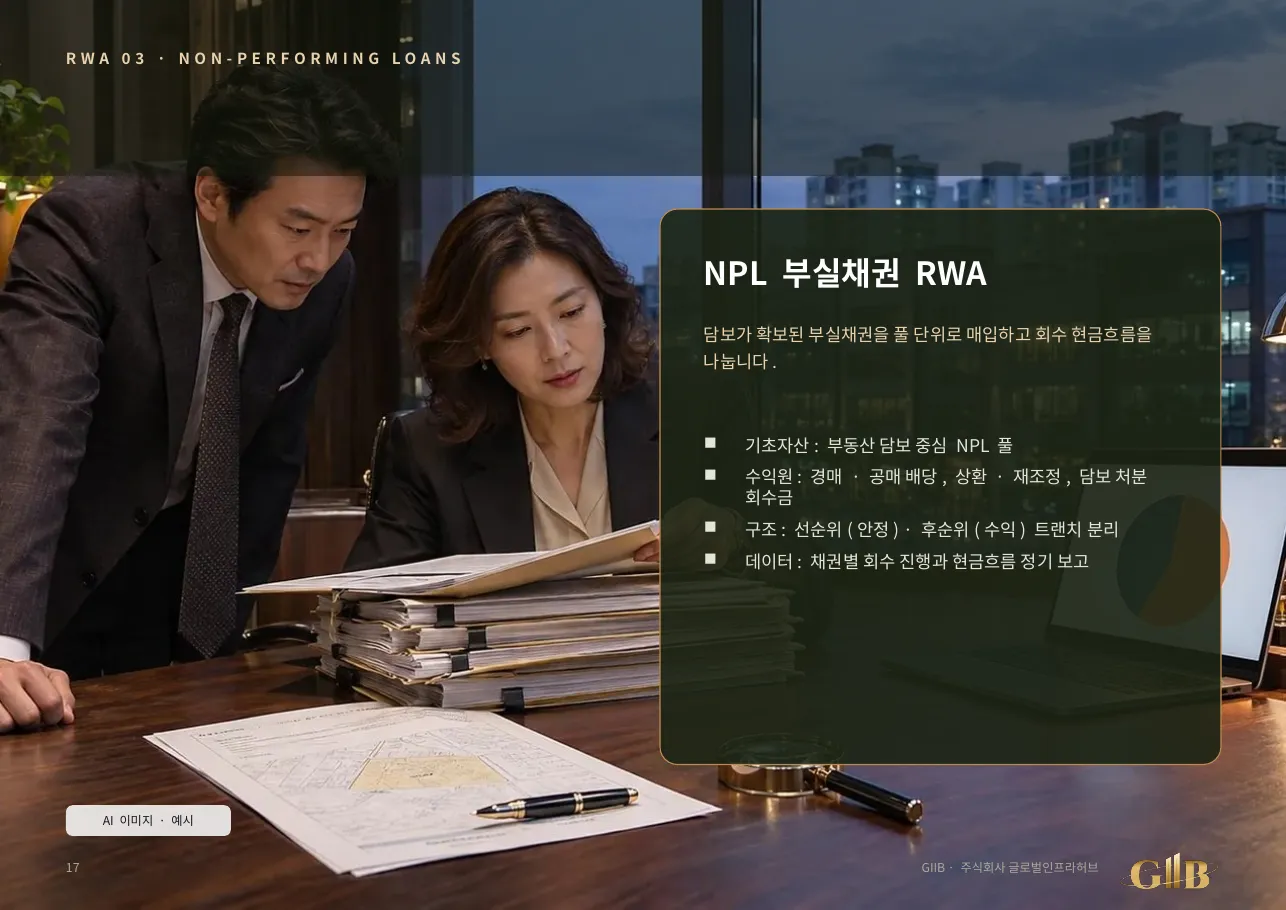 RWA 03 · NON-PERFORMING LOANS
NPL 부실채권 RWA
담보가 확보된 부실채권을 풀 단위로 매입하고 회수 현금흐름을
나눕니다.
■ 기초자산 : 부동산 담보 중심 NPL 풀
■ 수익원 : 경매 · 공매 배당 , 상환 · 재조정 , 담보 처분
회수금
■ 구조 : 선순위 ( 안정 ) · 후순위 ( 수익 ) 트랜치 분리
■ 데이터 : 채권별 회수 진행과 현금흐름 정기 보고
AI 이미지 · 예시
17
GIIB · 주식회사 글로벌인프라허브
GIIB